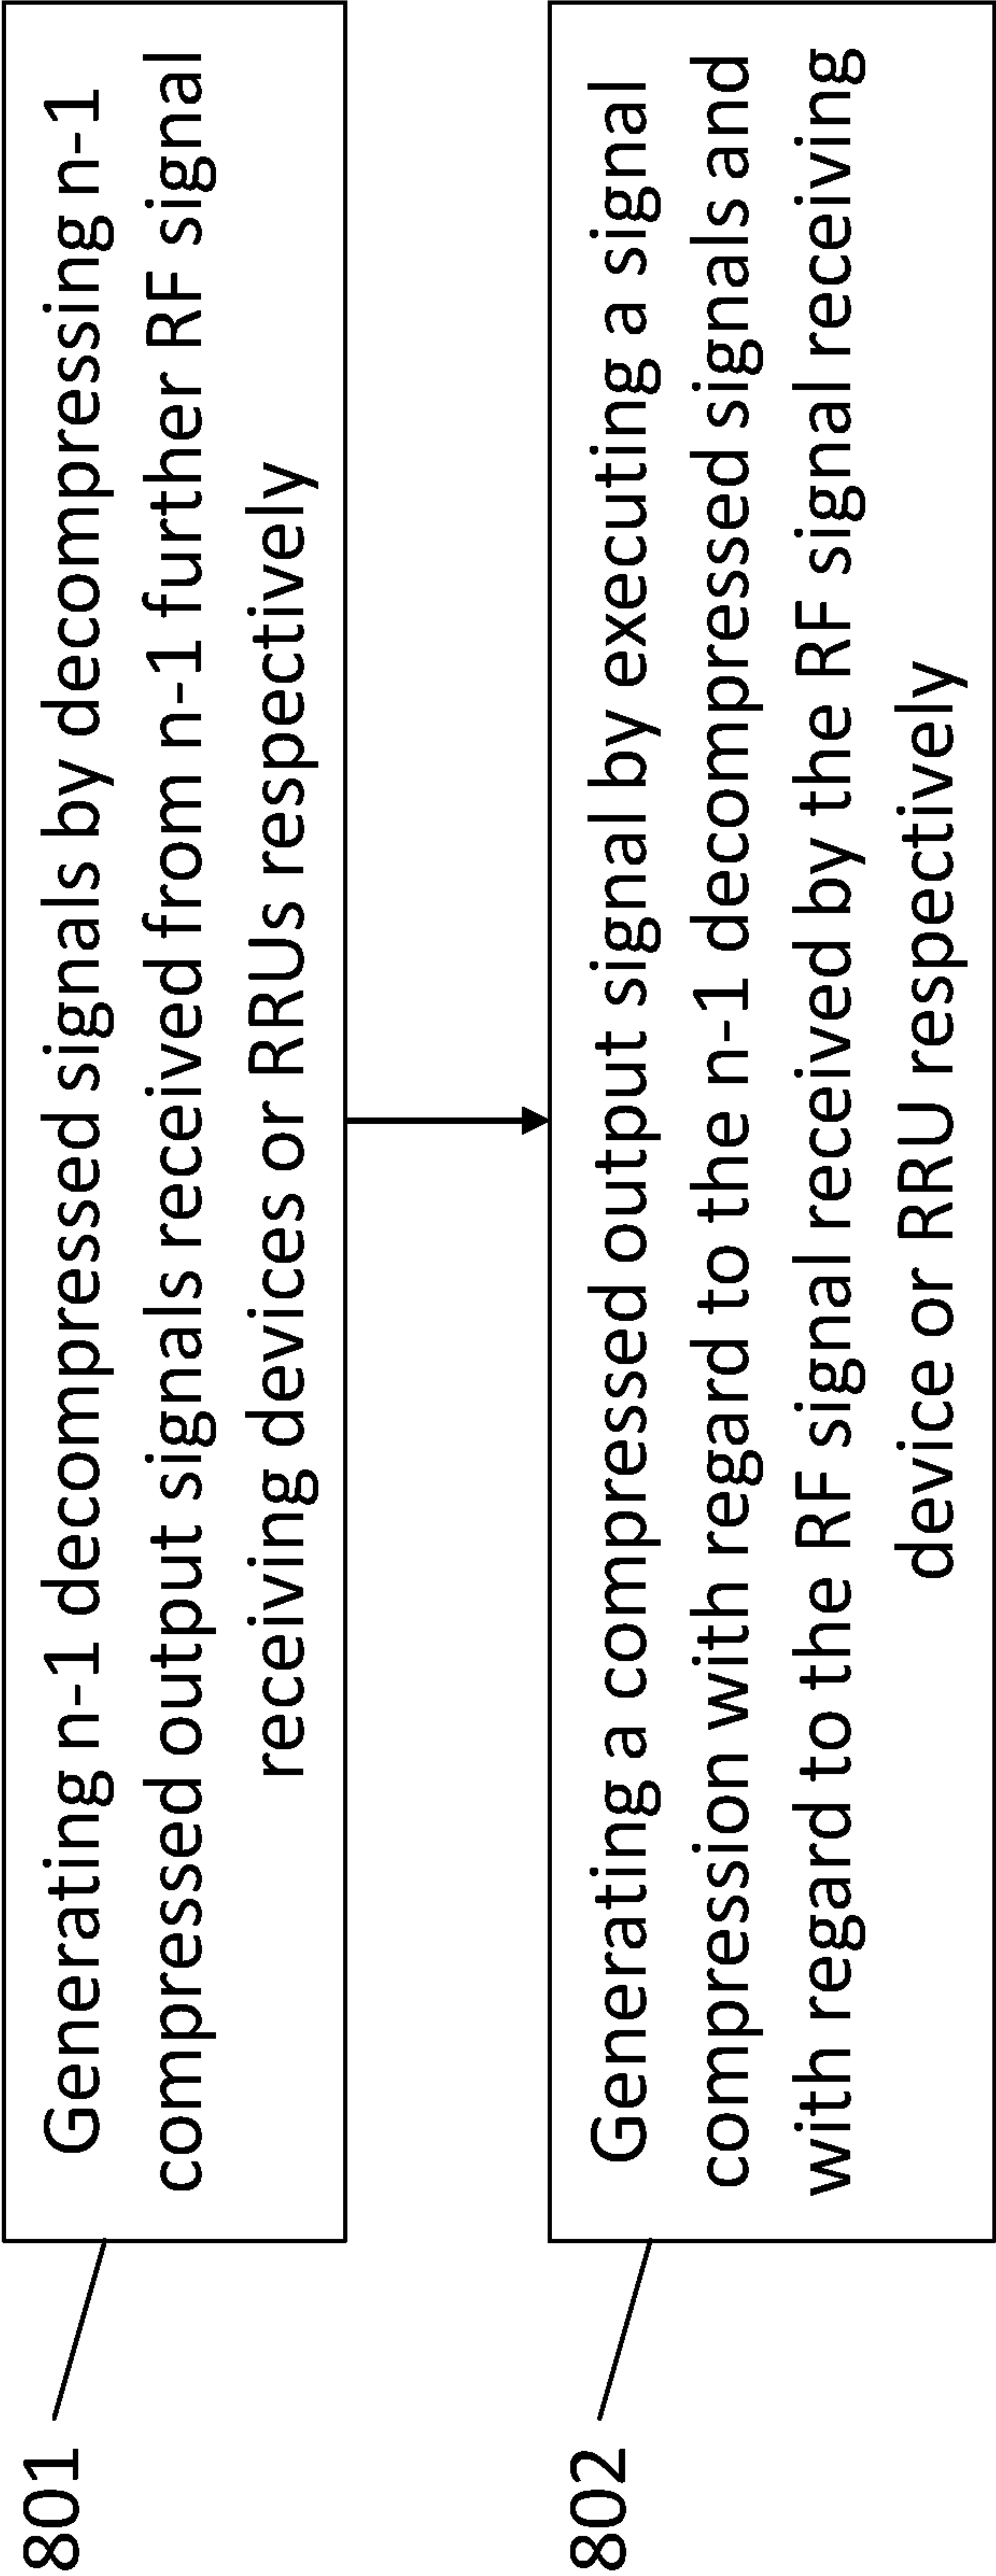 801
Generating n-1 decompressed signals by decompressing n-1
compressed output signals received from n-1 further RF signal
receiving devices or RRUs respectively
802
Generating a compressed output signal by executing a signal
compression with regard to the n-1 decompressed signals and
with regard to the RF signal received by the RF signal receiving
device or RRU respectively